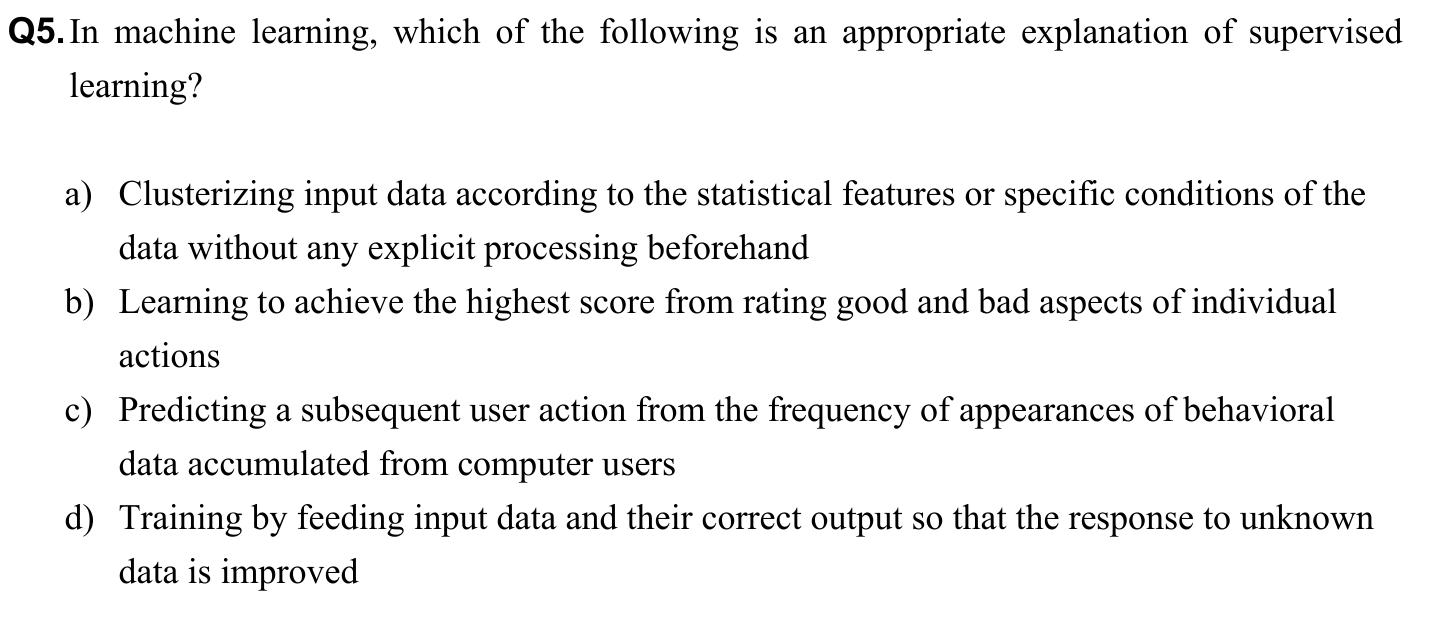 Q5. In machine learning, which of the following is an appropriate explanation of supervised
learning?
a) Clusterizing input data according to the statistical features or specific conditions of the
data without any explicit processing beforehand
b) Learning to achieve the highest score from rating good and bad aspects of individual
actions
c) Predicting a subsequent user action from the frequency of appearances of behavioral
data accumulated from computer users
d) Training by feeding input data and their correct output so that the response to unknown
data is improved